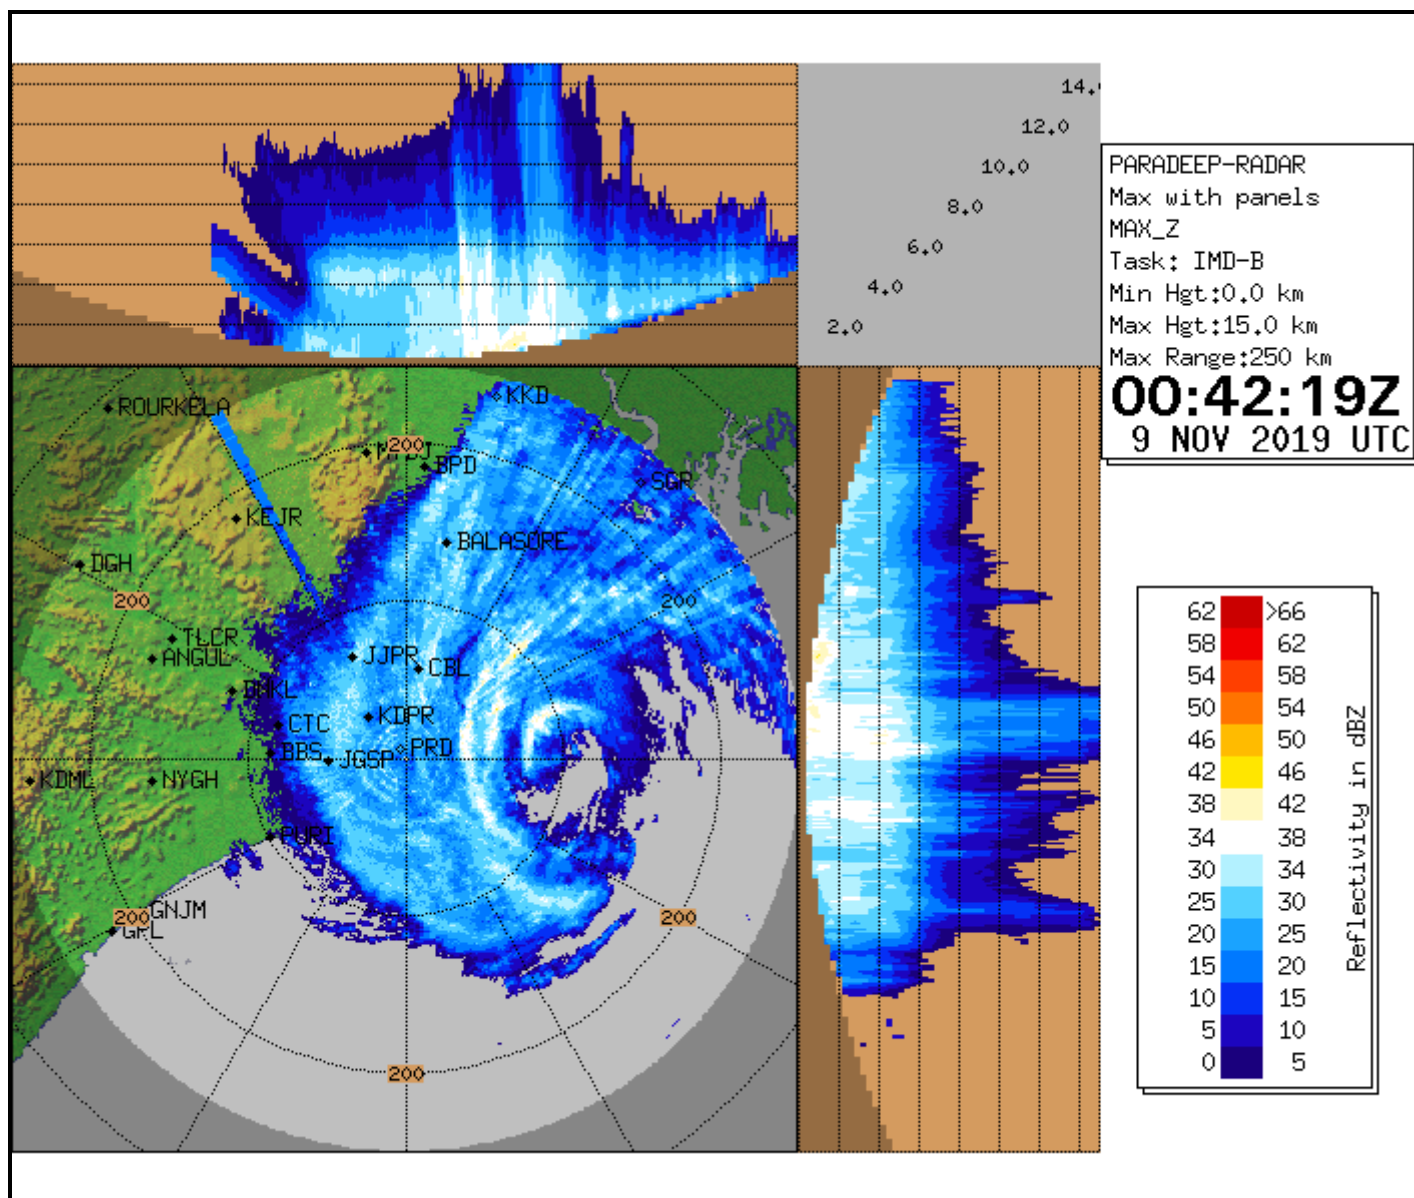 14.
12.0
10.0
8.0
6.0
4.0
2.0
PARADEEP-RADAR
Max with panels
MAX_Z
Task: IMD-B
Min Hgt:0.0 km
Max Hgt:15.0 km
Max Range:250 km
00:42:19Z
9 NOV 2019 UTC
KKD
ROURKELA
200
BPD
SGR
KEJR
BALASORE
DGH
200
200
TLCR
ANGUL
JJPR
CBL
CTC
KDPR
BBS
PRD
JGSP
KDML
NYGH
PURI
GNJM
200
200
200
62 >66
58 62
54 58
50 54
46 50
42 46
38 42
34 38
30 34
25 30
20 25
15 20
10 15
5 10
0 5
Reflectivity in dBZ